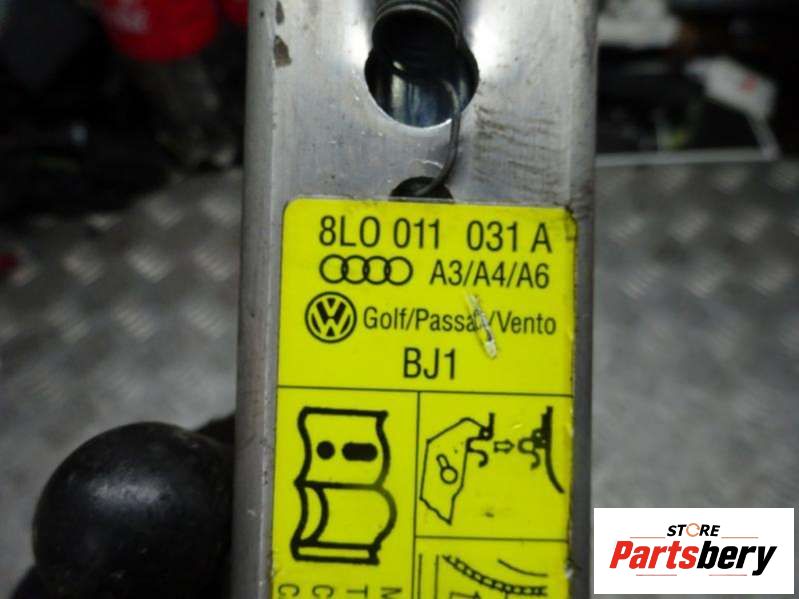 8L0 011 031 A
A3/A4/A6
Golf/Passat/Vento
BJ1
M
T
C
C
STORE
Partsbery